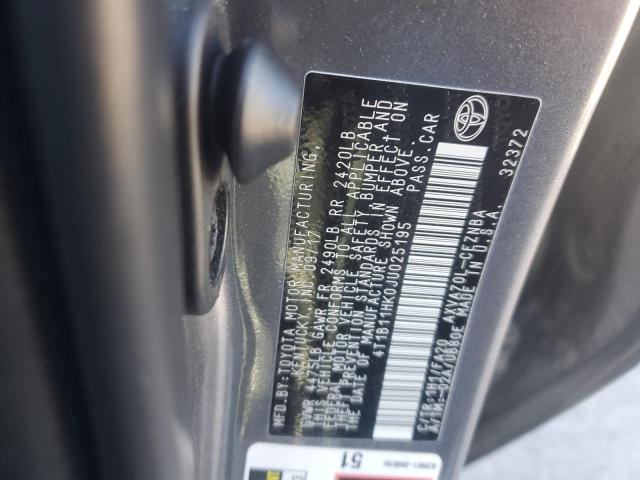 MFD.BY: TOYOTA MOTOR MANUFACTURING,
KENTUCKY, INC 09/17
GVWR 4475LB GAWR FR 2490LB RR 2420LB
THIS VEHICLE CONFORMS TO ALL APPLICABLE
FEDERAL MOTOR VEHICLE SAFETY, BUMPER AND
THEFT PREVENTION STANDARDS IN EFFECT ON
THE DATE OF MANUFACTURE SHOWN ABOVE.
4T1B11HK0JU025195 PASS.CAR
C/TR: 1H1/FA20
A/TM: /UB80E AXVA70L-CEZNBA
MADE IN U.S.A. 32372
51